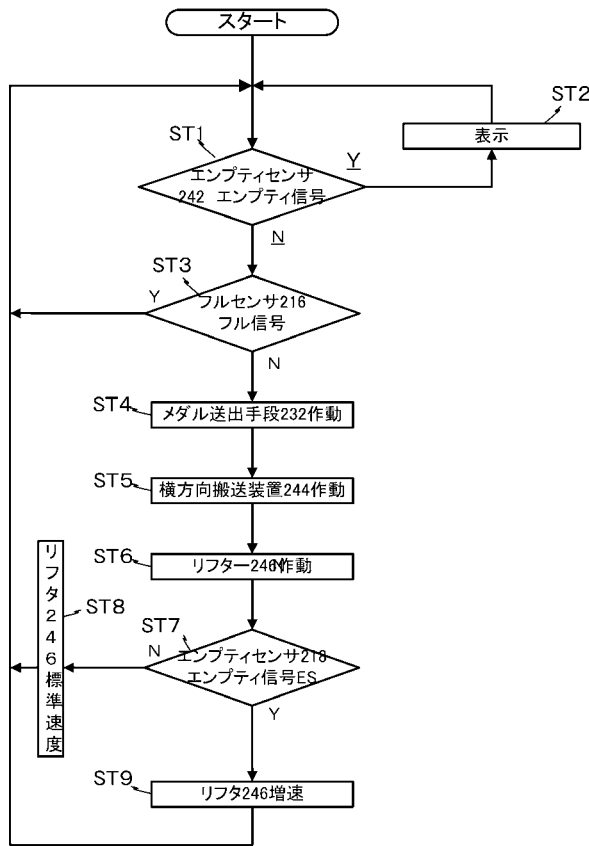 スタート
ST2
表示
ST1
エンプティセンサ
242 エンプティ信号
Y
N
ST3
Y
フルセンサ216
フル信号
N
ST4
メダル送出手段232作動
ST5
横方向搬送装置244作動
ST6
リフター246作動
N
ST8
リフタ246標準速度
ST7
N
エンプティセンサ218
エンプティ信号ES
Y
ST9
リフタ246増速